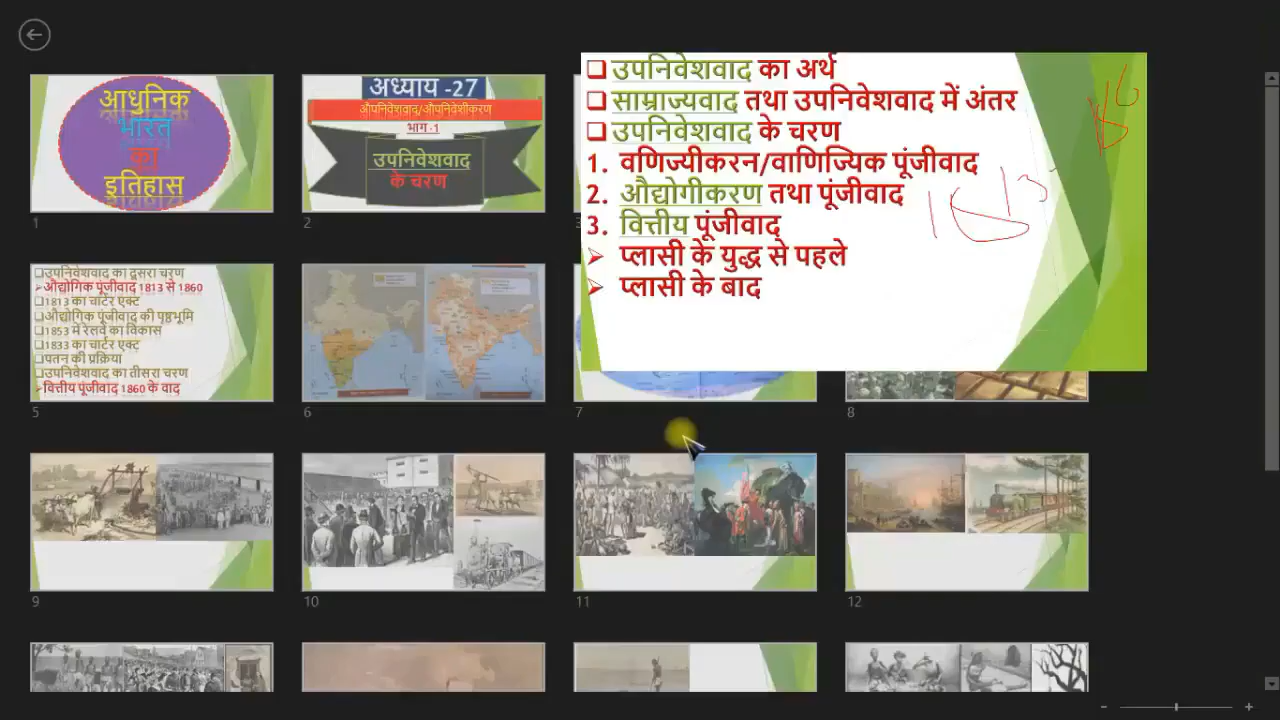 आधुनिक
भारत
का
इतिहास
1
अध्याय -27
औपनिवेशवाद/औपनिवेशीकरण
भाग -1
उपनिवेशवाद
के चरण
2
उपनिवेशवाद का अर्थ
साम्राज्यवाद तथा उपनिवेशवाद में अंतर
उपनिवेशवाद के चरण
1. वणिज्यीकरन/वाणिज्यिक पूंजीवाद
2. औद्योगीकरण तथा पूंजीवाद
3. वित्तीय पूंजीवाद
प्लासी के युद्ध से पहले
प्लासी के बाद
उपनिवेशवाद का दूसरा चरण
औद्योगिक पूंजीवाद 1813 से 1860
1813 का चार्टर एक्ट
औद्योगिक पूंजीवाद की पृष्ठभूमि
1853 में रेलवे का विकास
1833 का चार्टर एक्ट
पतन की प्रक्रिया
उपनिवेशवाद का तीसरा चरण
वित्तीय पूंजीवाद 1860 के बाद
5
6
7
8
9
10
11
12